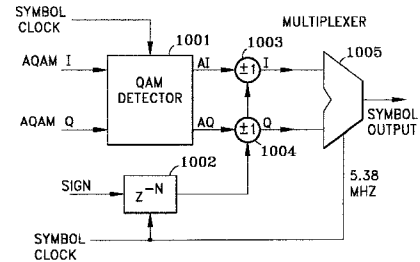 SYMBOL
CLOCK
MULTIPLEXER
1001
1003
1005
AQAM I
AI
±1
I
QAM
DETECTOR
AQAM Q
AQ
±1
Q
SYMBOL
OUTPUT
1002
1004
SIGN
Z-N
5.38
MHZ
SYMBOL
CLOCK